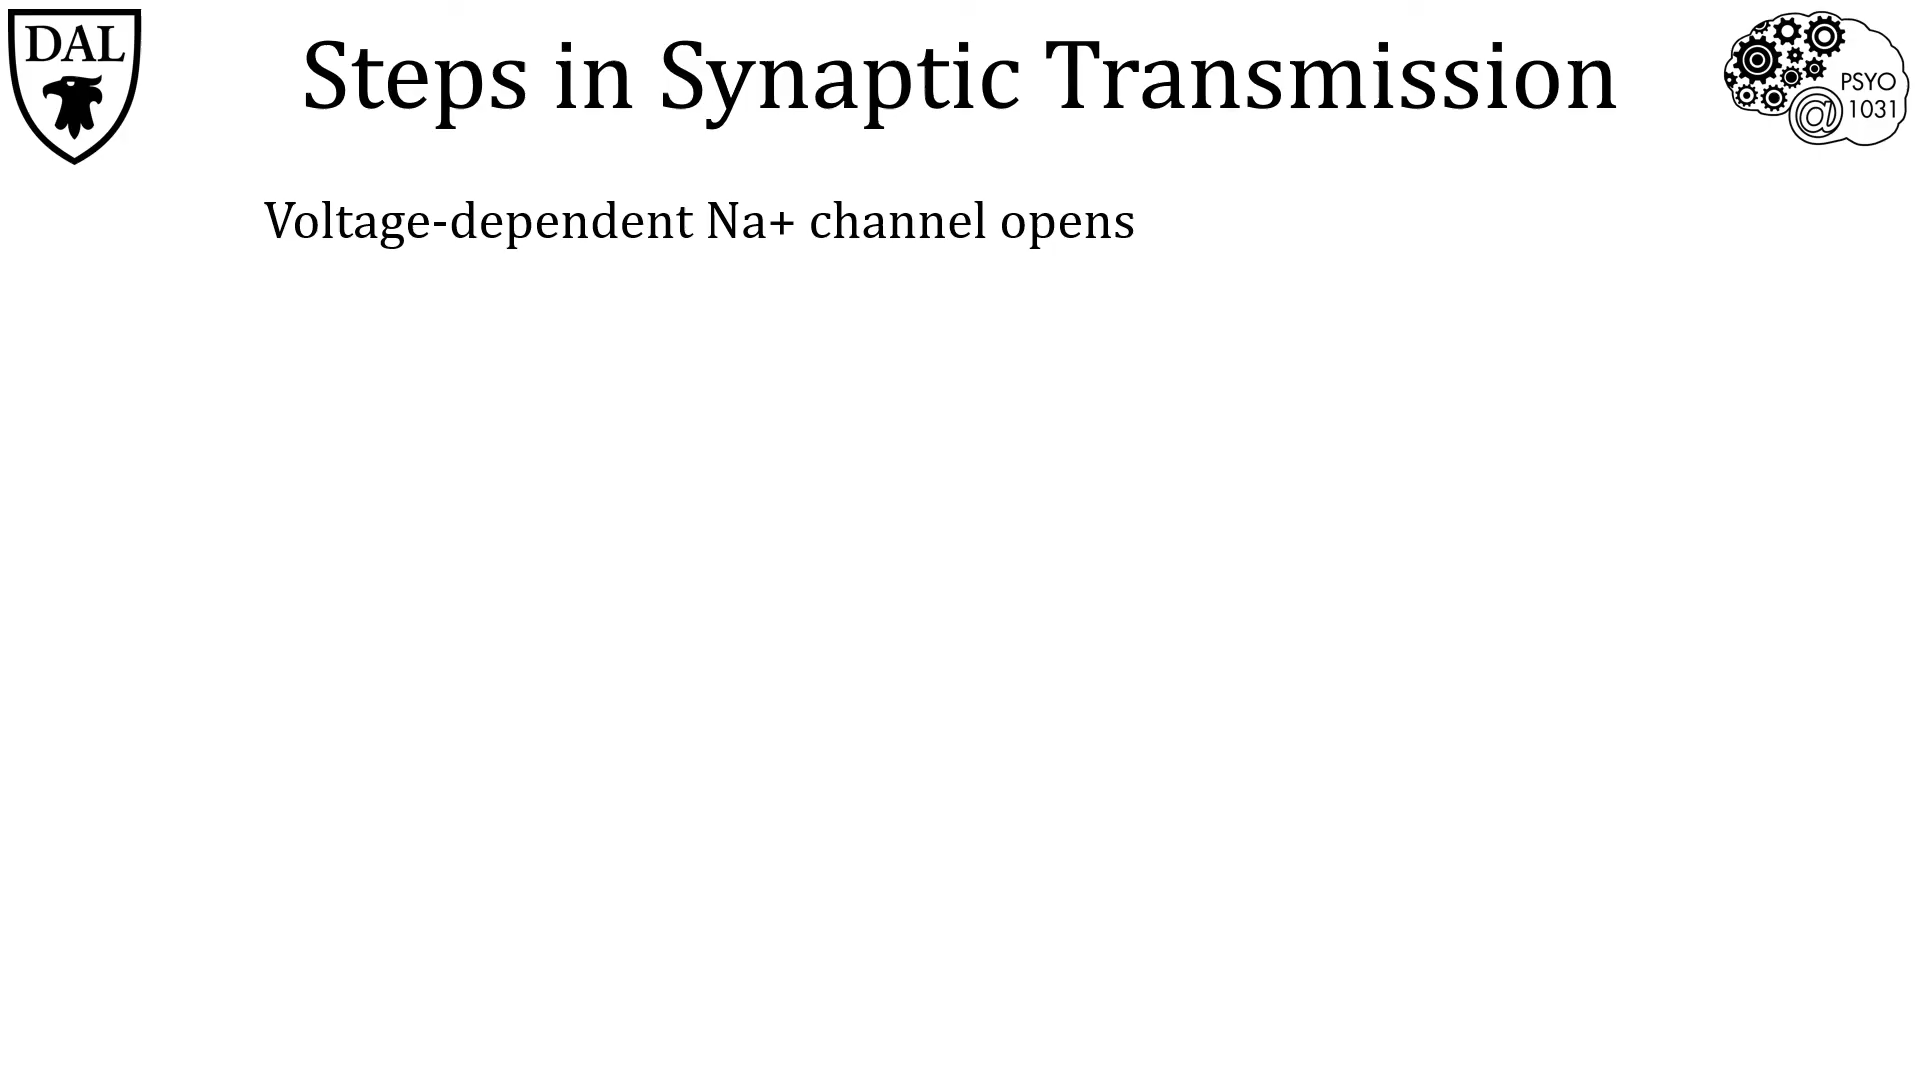 DAL
Steps in Synaptic Transmission
PSYO
@ 1031
Voltage-dependent Na+ channel opens